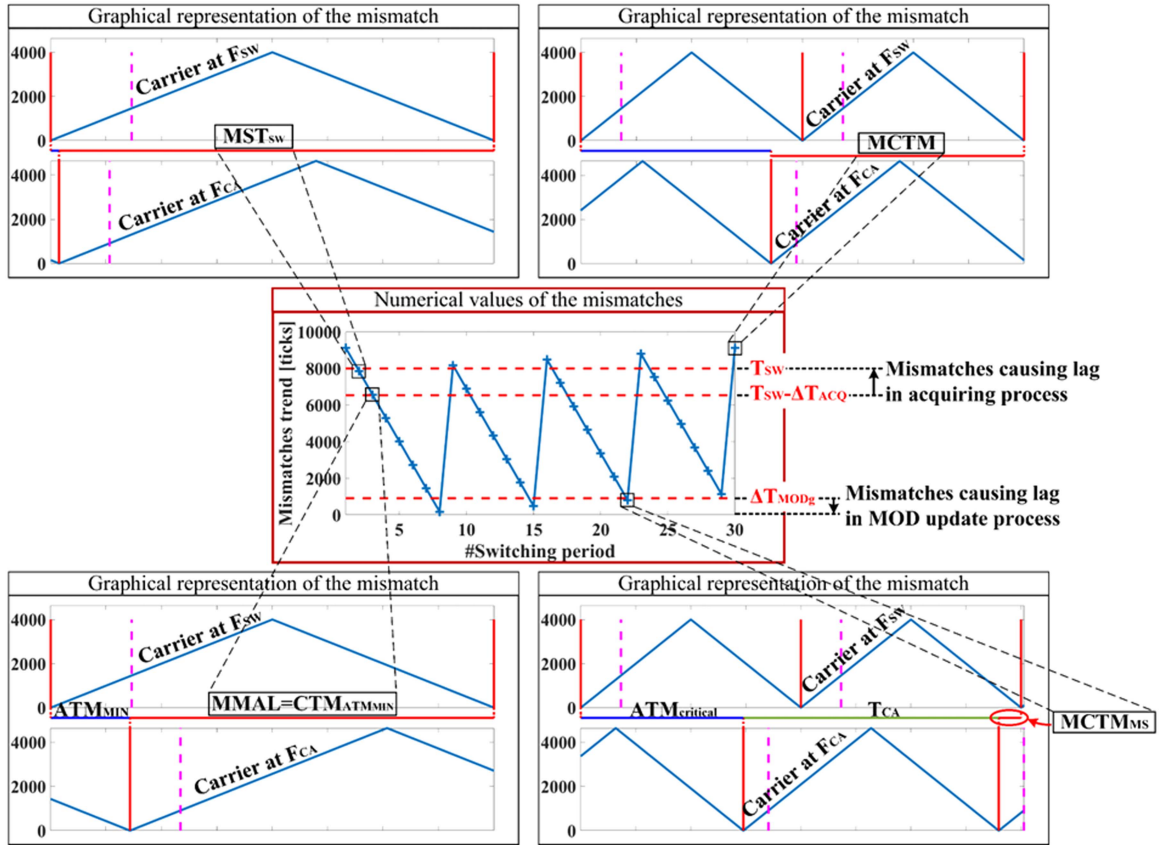 Graphical representation of the mismatch
4000
2000
0
Carrier at FSW
MSTSW
4000
2000
0
Carrier at FCA
Graphical representation of the mismatch
4000
2000
0
Carrier at FSW
MCTM
4000
2000
0
Carrier at FCA
Numerical values of the mismatches
Mismatches trend [ticks]
10000
8000
6000
4000
2000
0
5
10
15
20
25
30
#Switching period
TSW
TSW-ΔTACQ
ΔTMODg
Mismatches causing lag
in acquiring process
Mismatches causing lag
in MOD update process
Graphical representation of the mismatch
4000
2000
0
Carrier at FSW
ATMMIN
MMAL=CTMATMMIN
4000
2000
0
Carrier at FCA
Graphical representation of the mismatch
4000
2000
0
Carrier at FSW
ATMcritical
TCA
MCTMMS
4000
2000
0
Carrier at FCA